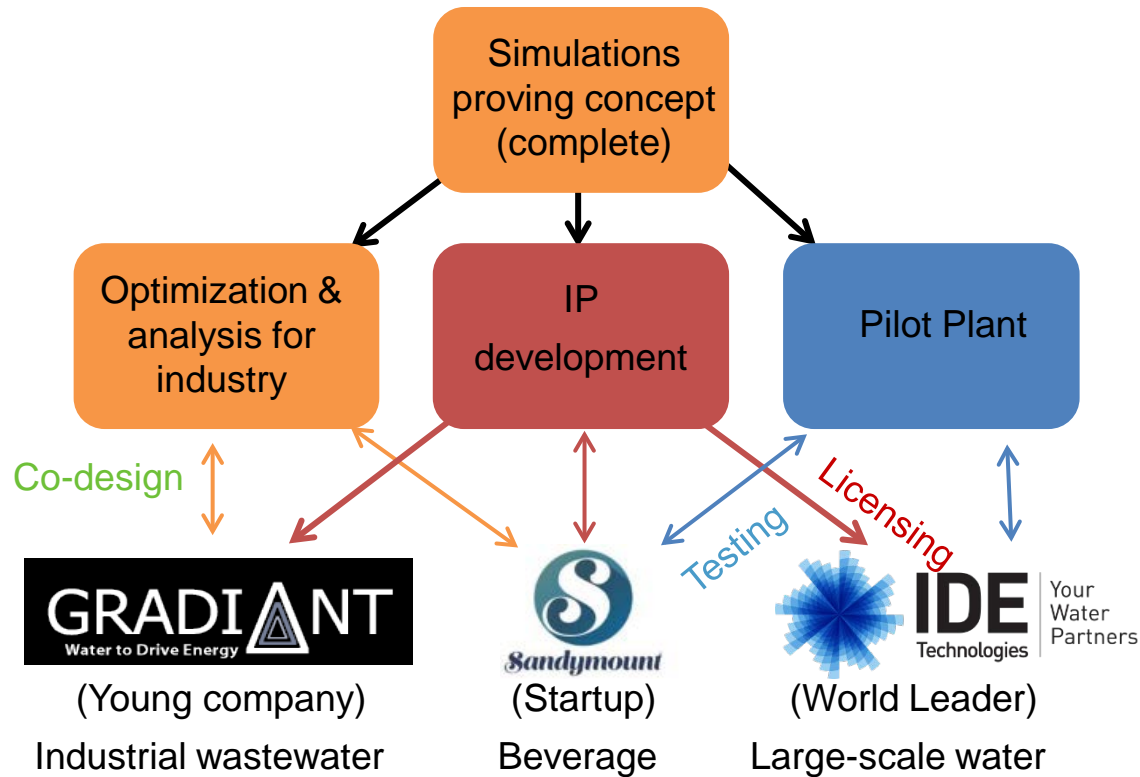 Simulations
proving concept
(complete)
Optimization &
analysis for
industry
IP
development
Pilot Plant
Co-design
Testing
Licensing
GRADIANT
Water to Drive Energy
S
Sandymount
IDE
Technologies
Your
Water
Partners
(Young company)
(Startup)
(World Leader)
Industrial wastewater
Beverage
Large-scale water